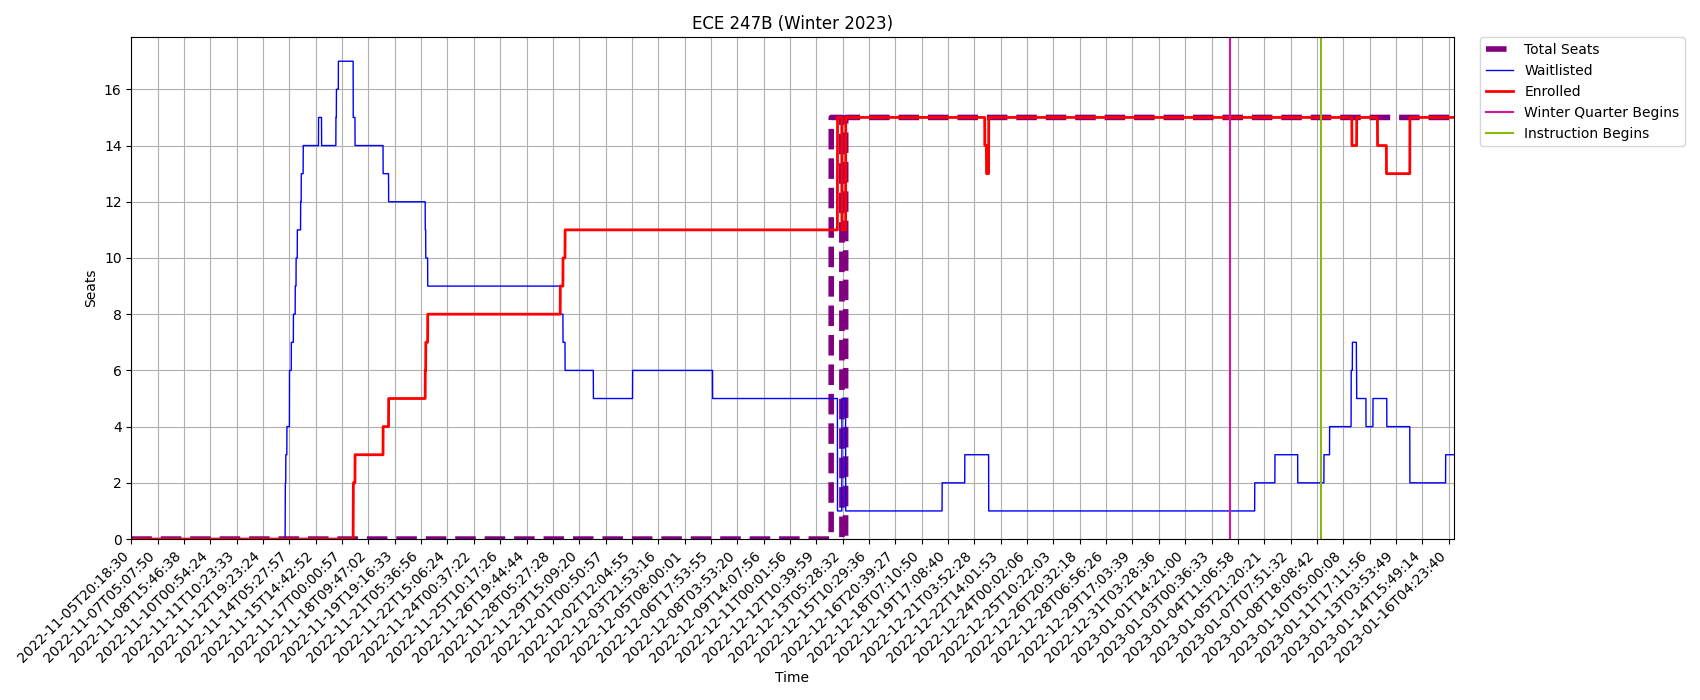 ECE 247B (Winter 2023)
Total Seats
Waitlisted
Enrolled
Winter Quarter Begins
Instruction Begins
Seats
16
14
12
10
8
6
4
2
0
2022-11-05T20:18:30
2022-11-07T05:07:50
2022-11-08T15:46:38
2022-11-10T00:54:24
2022-11-11T10:23:33
2022-11-12T19:23:24
2022-11-14T05:27:57
2022-11-15T14:42:52
2022-11-17T00:00:57
2022-11-18T09:47:02
2022-11-19T19:16:33
2022-11-21T05:36:56
2022-11-22T15:06:24
2022-11-24T00:37:22
2022-11-25T10:17:26
2022-11-26T19:44:44
2022-11-28T05:27:28
2022-11-29T15:09:20
2022-12-01T00:50:57
2022-12-02T12:04:55
2022-12-03T21:53:16
2022-12-05T08:00:01
2022-12-06T17:53:55
2022-12-08T03:53:20
2022-12-09T14:07:56
2022-12-11T00:01:56
2022-12-12T10:39:59
2022-12-13T05:28:32
2022-12-15T10:29:36
2022-12-16T20:39:27
2022-12-18T07:10:50
2022-12-19T17:08:40
2022-12-21T03:52:28
2022-12-22T14:01:53
2022-12-24T00:02:06
2022-12-25T10:22:03
2022-12-26T20:32:18
2022-12-28T06:56:26
2022-12-29T17:03:39
2022-12-31T03:28:36
2023-01-01T14:21:00
2023-01-03T00:36:33
2023-01-04T11:06:58
2023-01-05T21:20:21
2023-01-07T07:51:32
2023-01-08T18:08:42
2023-01-10T05:00:08
2023-01-11T17:11:56
2023-01-13T03:53:49
2023-01-14T15:49:14
2023-01-16T04:23:40
Time